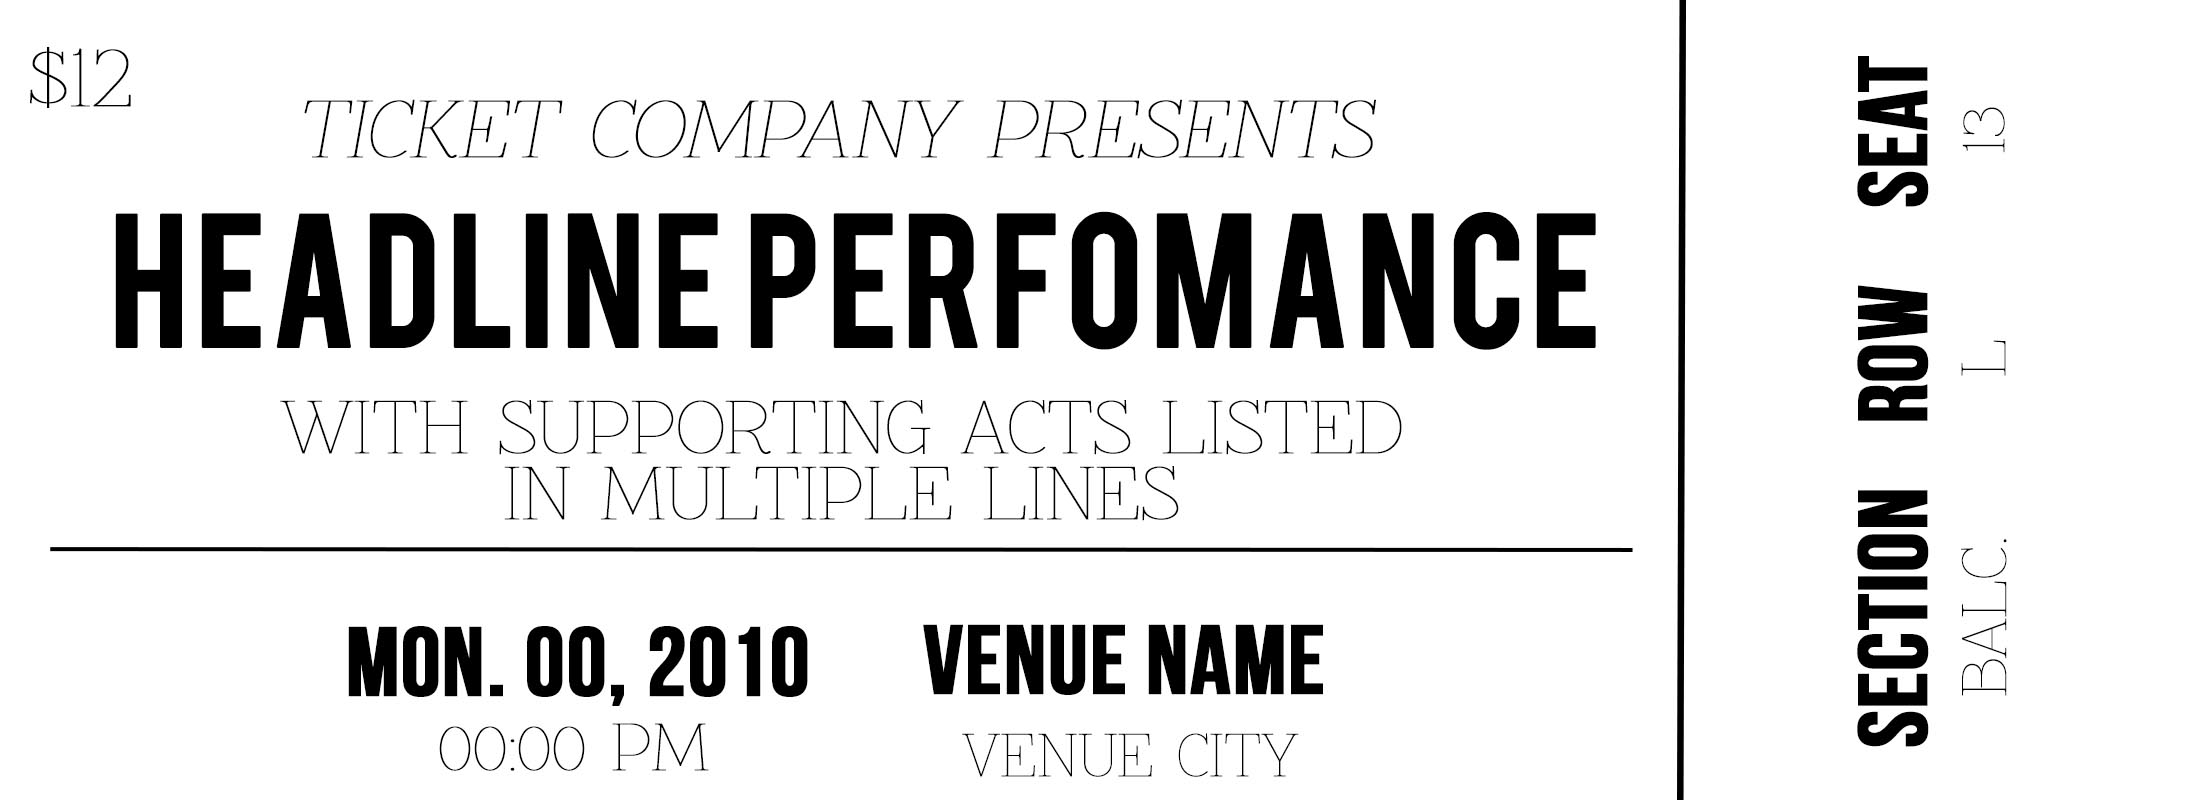 $12
TICKET COMPANY PRESENTS
HEADLINE PERFOMANCE
WITH SUPPORTING ACTS LISTED
IN MULTIPLE LINES
MON. 00, 2010
00:00 PM
VENUE NAME
VENUE CITY
SECTION ROW SEAT
BALC. L 13